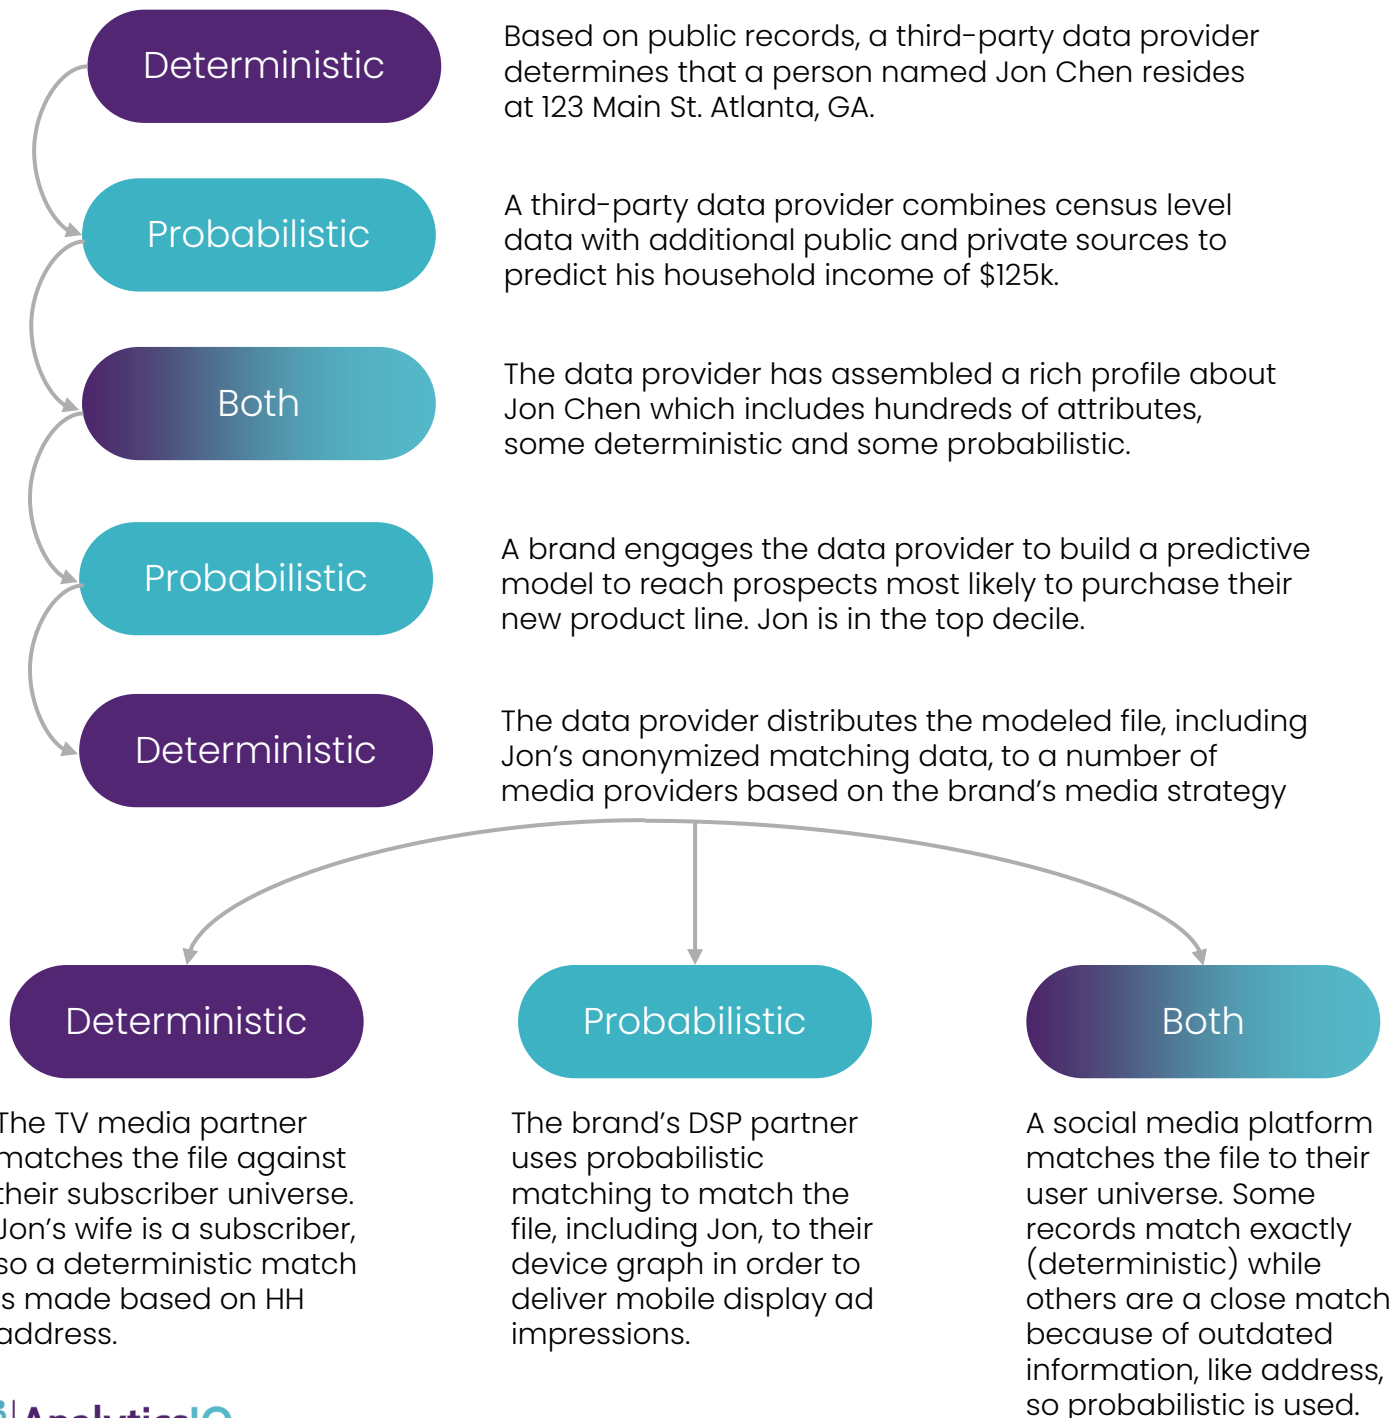 Deterministic
Based on public records, a third-party data provider
determines that a person named Jon Chen resides
at 123 Main St. Atlanta, GA.
Probabilistic
A third-party data provider combines census level
data with additional public and private sources to
predict his household income of $125k.
Both
The data provider has assembled a rich profile about
Jon Chen which includes hundreds of attributes,
some deterministic and some probabilistic.
Probabilistic
A brand engages the data provider to build a predictive
model to reach prospects most likely to purchase their
new product line. Jon is in the top decile.
Deterministic
The data provider distributes the modeled file, including
Jon's anonymized matching data, to a number of
media providers based on the brand's media strategy
Deterministic
The TV media partner
matches the file against
their subscriber universe.
Jon's wife is a subscriber,
so a deterministic match
is made based on HH
address.
Probabilistic
The brand's DSP partner
uses probabilistic
matching to match the
file, including Jon, to their
device graph in order to
deliver mobile display ad
impressions.
Both
A social media platform
matches the file to their
user universe. Some
records match exactly
(deterministic) while
others are a close match
because of outdated
information, like address,
so probabilistic is used.
AnalyticsIQ